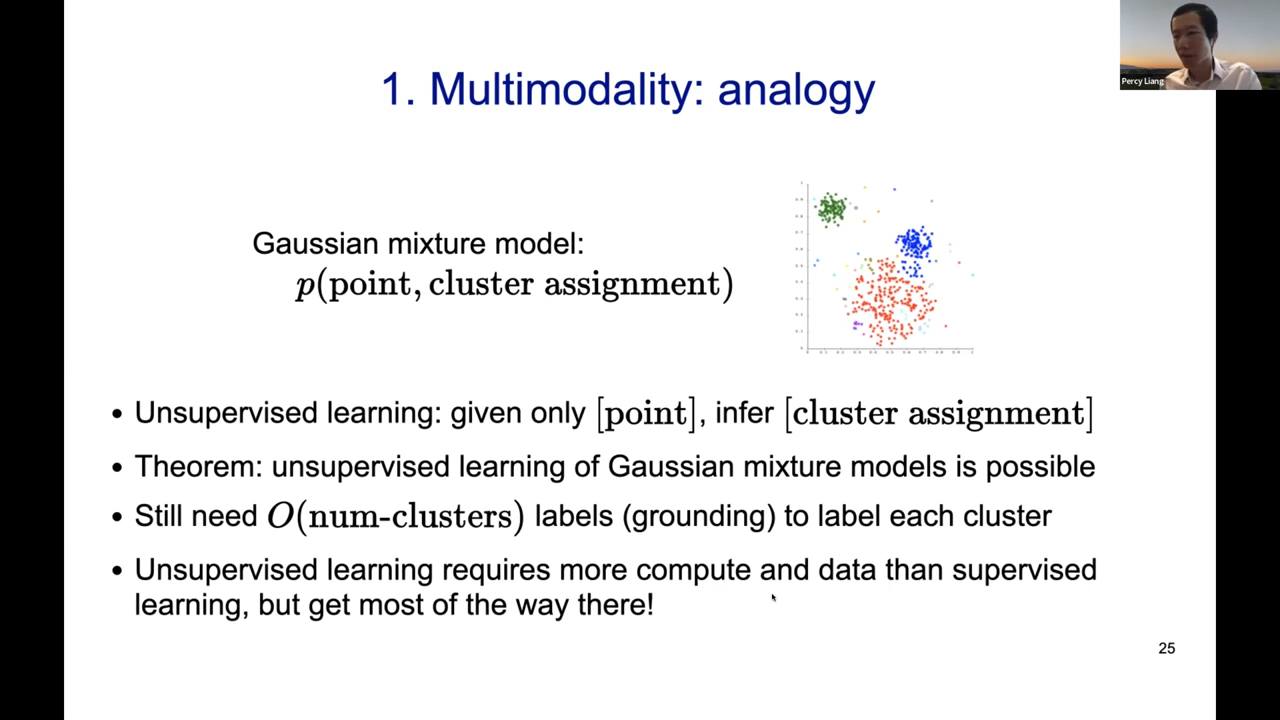 1. Multimodality: analogy
Percy Liang
Gaussian mixture model:
p(point, cluster assignment)
• Unsupervised learning: given only [point], infer [cluster assignment]
• Theorem: unsupervised learning of Gaussian mixture models is possible
• Still need O(num-clusters) labels (grounding) to label each cluster
• Unsupervised learning requires more compute and data than supervised
learning, but get most of the way there!
25